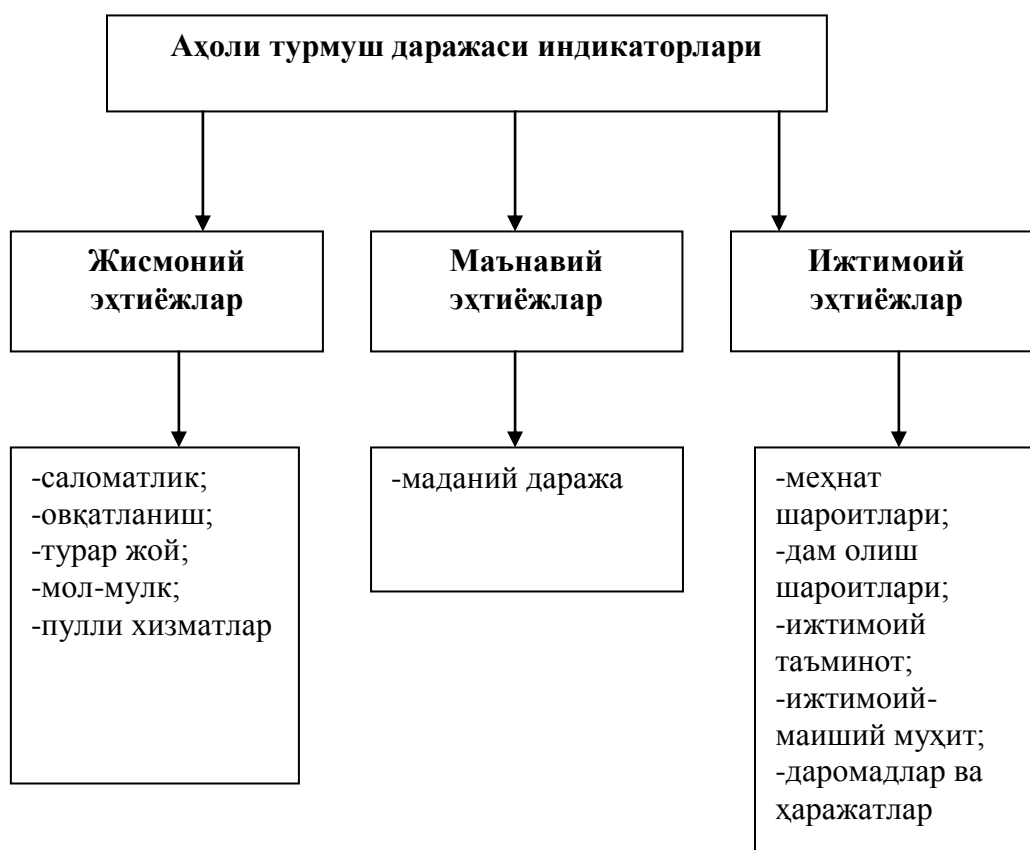 Аҳоли турмуш даражаси индикаторлари
Жисмоний
эҳтиёжлар
Маънавий
эҳтиёжлар
Ижтимоий
эҳтиёжлар
-саломатлик;
-овқатланиш;
-турар жой;
-мол-мулк;
-пулли хизматлар
-маданий даража
-меҳнат
шароитлари;
-дам олиш
шароитлари;
-ижтимоий
таъминот;
-ижтимоий-
маиший муҳит;
-даромадлар ва
ҳаражатлар